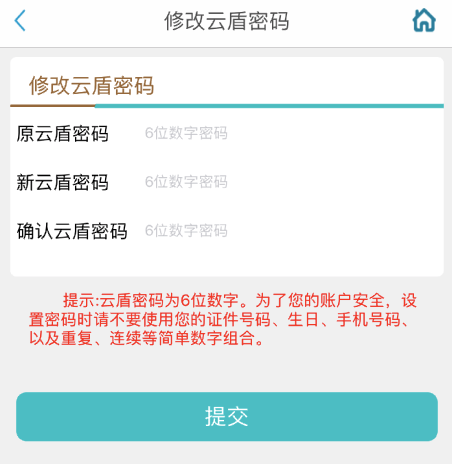 修改云盾密码
修改云盾密码
原云盾密码 6位数字密码
新云盾密码 6位数字密码
确认云盾密码 6位数字密码
提示:云盾密码为6位数字。为了您的账户安全，设
置密码时请不要使用您的证件号码、生日、手机号码、
以及重复、连续等简单数字组合。
提交